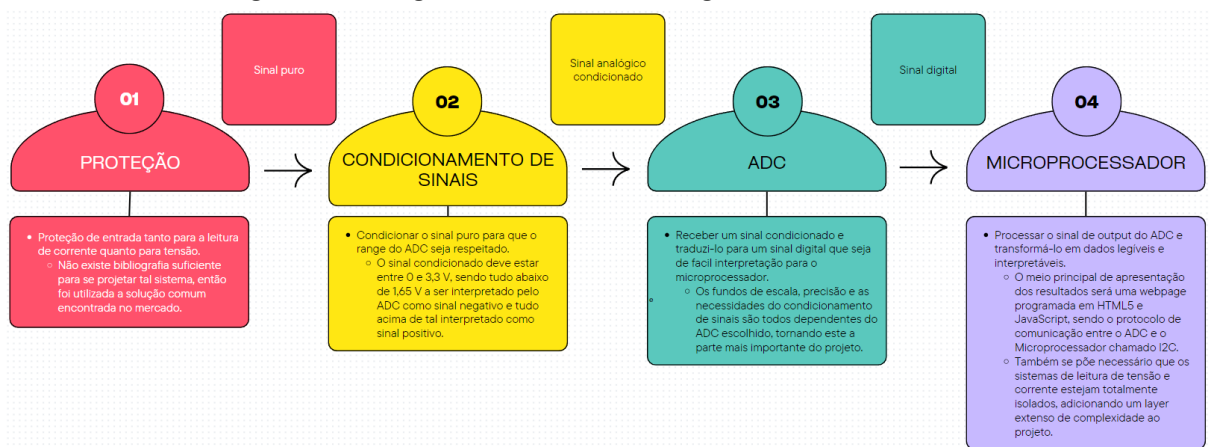 Sinal puro
Sinal analógico
condicionado
Sinal digital
01
PROTEÇÃO
02
CONDICIONAMENTO DE
SINAIS
03
ADC
04
MICROPROCESSADOR
• Proteção de entrada tanto para a leitura
de corrente quanto para tensão.
○ Não existe bibliografia suficiente
para se projetar tal sistema, então
foi utilizada a solução comum
encontrada no mercado.
• Condicionar o sinal puro para que o
range do ADC seja respeitado.
○ O sinal condicionado deve estar
entre 0 e 3,3 V, sendo tudo abaixo
de 1,65 V a ser interpretado pelo
ADC como sinal negativo e tudo
acima de tal interpretado como
sinal positivo.
• Receber um sinal condicionado e
traduzi-lo para um sinal digital que seja
de facil interpretação para o
microprocessador.
○ Os fundos de escala, precisão e as
necessidades do condicionamento
de sinais são todos dependentes do
ADC escolhido, tornando este a
parte mais importante do projeto.
• Processar o sinal de output do ADC e
transformá-lo em dados legíveis e
interpretáveis.
○ O meio principal de apresentação
dos resultados será uma webpage
programada em HTML5 e
JavaScript, sendo o protocolo de
comunicação entre o ADC e o
Microprocessador chamado I2C.
○ Também se põe necessário que os
sistemas de leitura de tensão e
corrente estejam totalmente
isolados, adicionando um layer
extenso de complexidade ao
projeto.